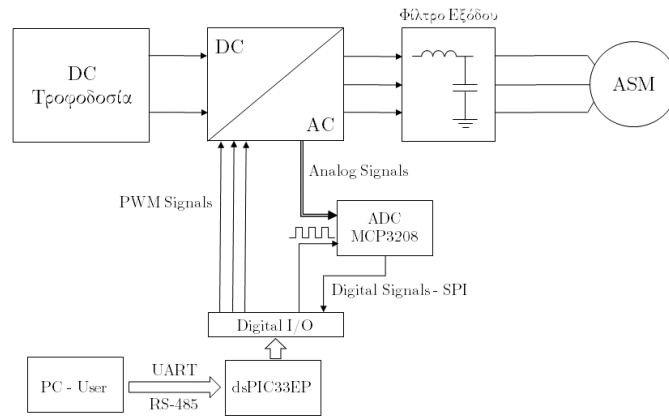 Φίλτρο Εξόδου
DC
Τροφοδοσία
DC
AC
ASM
Analog Signals
PWM Signals
ADC
MCP3208
Digital Signals - SPI
Digital I/O
PC - User
UART
RS-485
dsPIC33EP